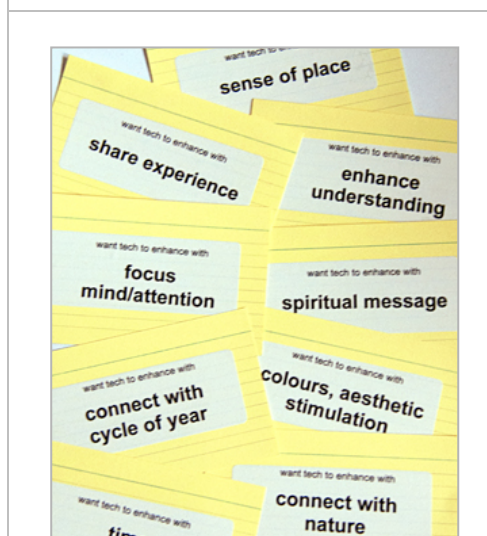 want tech to
sense of place
want tech to enhance with
share experience
want tech to enhance with
enhance
understanding
want tech to enhance with
focus
mind/attention
want tech to enhance with
spiritual message
want tech to enhance with
connect with
cycle of year
want tech to enhance with
colours, aesthetic
stimulation
want tech to enhance with
connect with
nature
want tech to enhance with